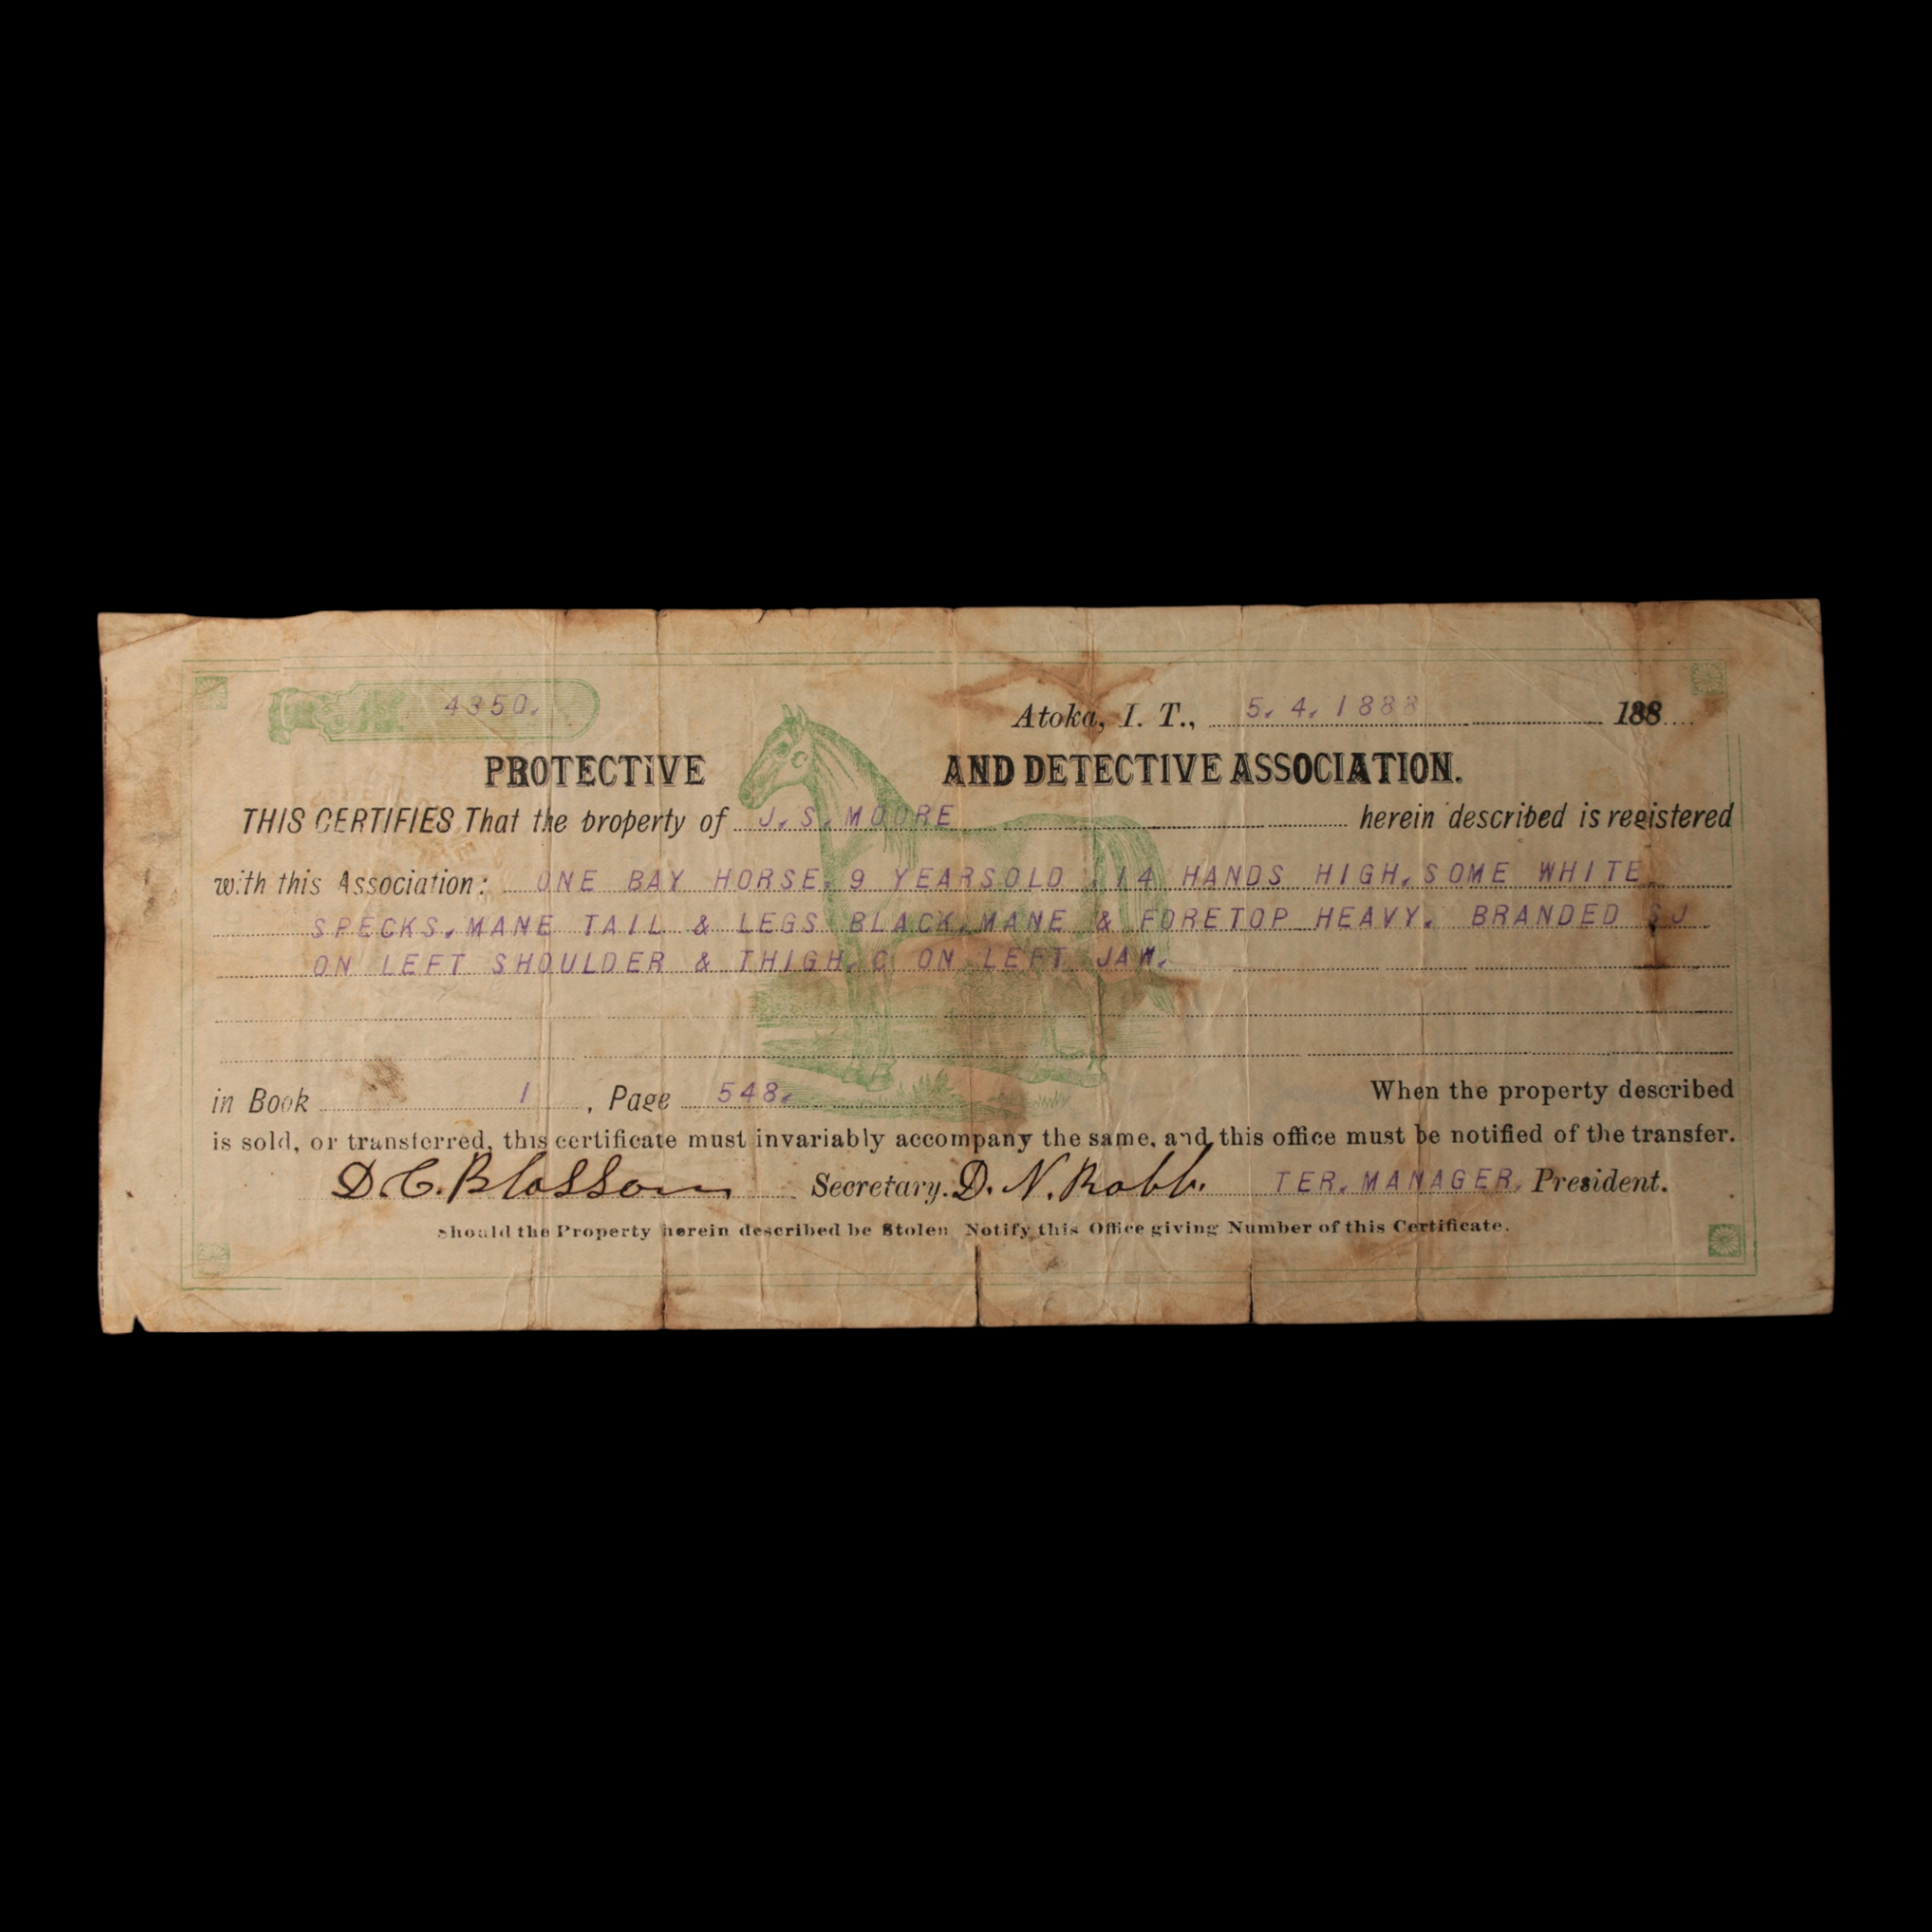 4350.
Atoka, I. T., 5. 4. 1888 188
PROTECTIVE AND DETECTIVE ASSOCIATION.
THIS CERTIFIES That the property of J. S. MOORE herein described is registered
with this Association: ONE BAY HORSE, 9 YEARSOLD ,14 HANDS HIGH, SOME WHITE
SPECKS, MANE TAIL & LEGS BLACK, MANE & FORETOP HEAVY. BRANDED SJ
ON LEFT SHOULDER & THIGH, C ON LEFT JAW.
in Book 1 , Page 548. When the property described
is sold, or transferred, this certificate must invariably accompany the same, and this office must be notified of the transfer.
D. C. Blossom Secretary. D. N. Robb. TER. MANAGER, President.
Should the Property herein described be Stolen Notify this Office giving Number of this Certificate.